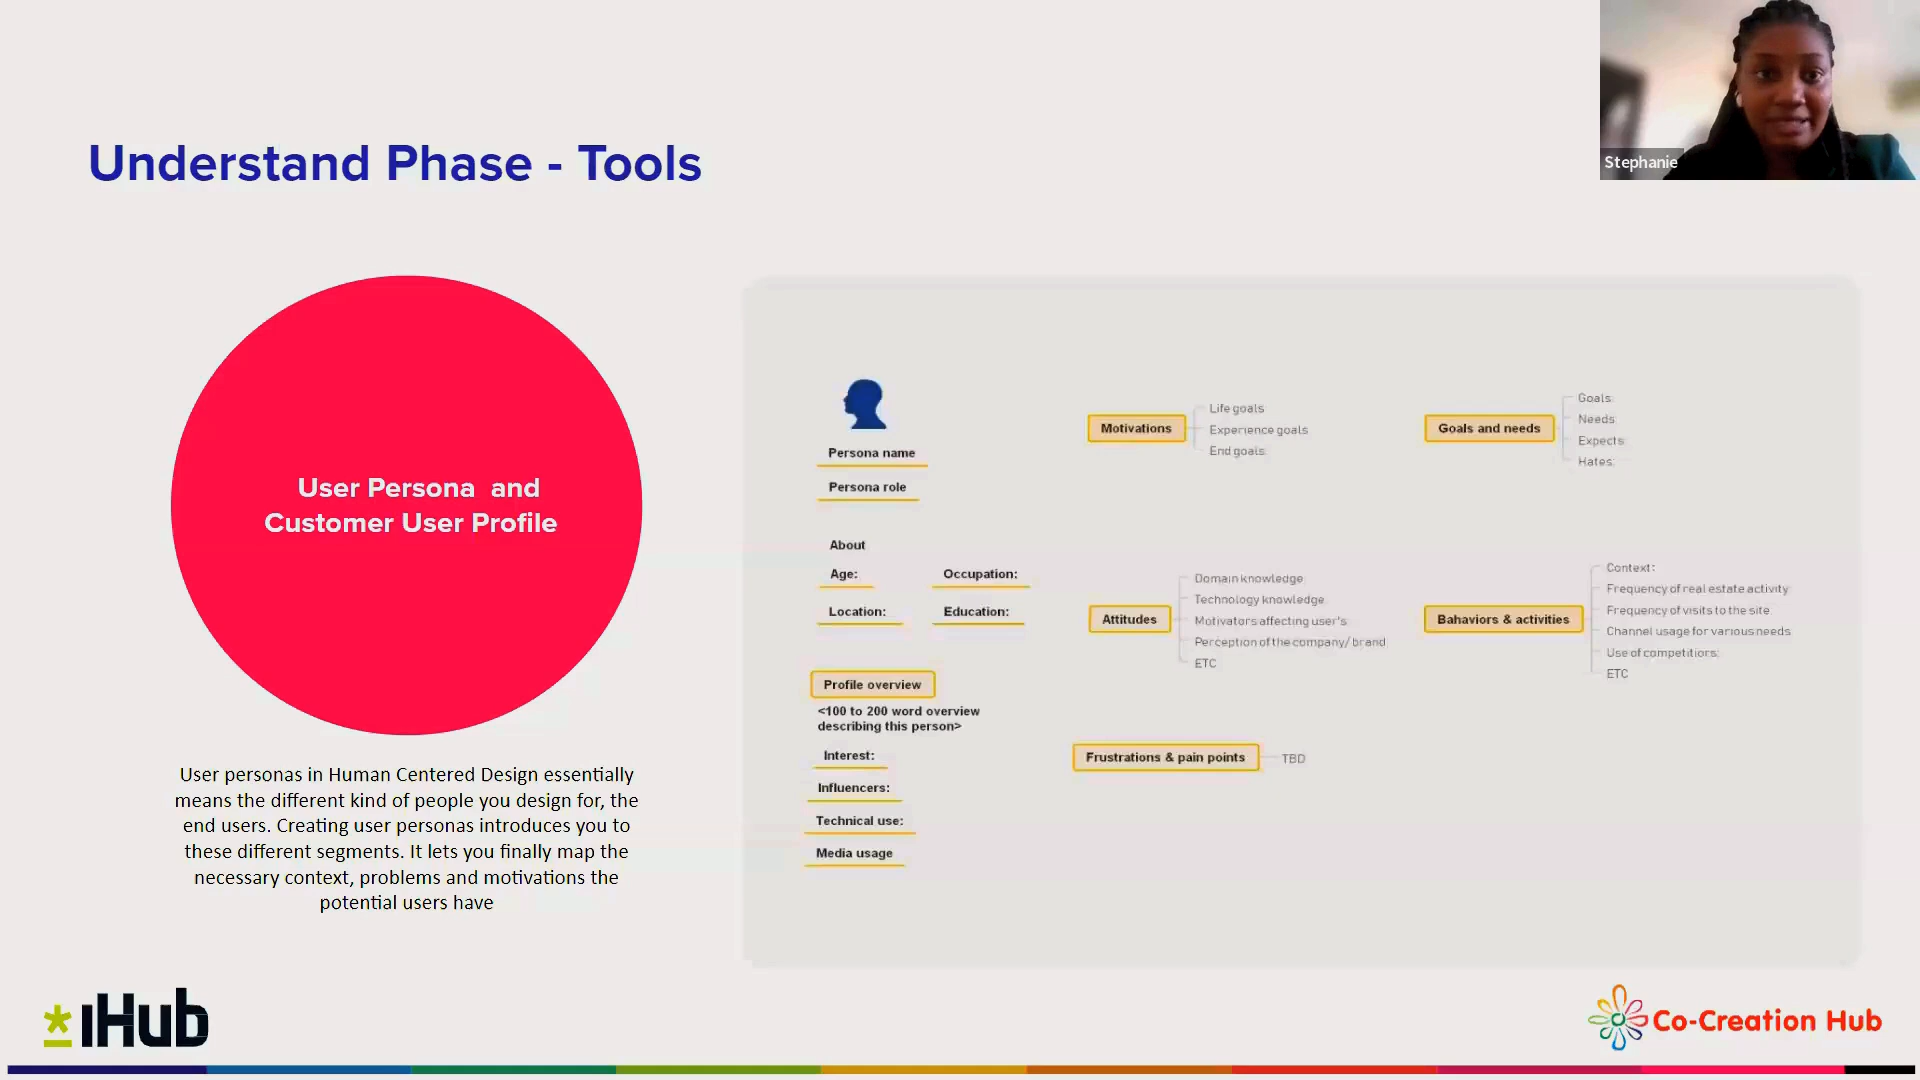 Stephanie
Understand Phase - Tools
User Persona and
Customer User Profile
User personas in Human Centered Design essentially
means the different kind of people you design for, the
end users. Creating user personas introduces you to
these different segments. It lets you finally map the
necessary context, problems and motivations the
potential users have
Persona name
Persona role
About
Age:
Occupation:
Location:
Education:
Profile overview
<100 to 200 word overview
describing this person>
Interest:
Influencers:
Technical use:
Media usage
Motivations
Life goals
Experience goals
End goals
Attitudes
Domain knowledge
Technology knowledge
Motivators affecting user's
Perception of the company/ brand
ETC
Frustrations & pain points
TBD
Goals and needs
Goals:
Needs:
Expects:
Hates:
Bahaviors & activities
Context:
Frequency of real estate activity
Frequency of visits to the site
Channel usage for various needs
Use of competitiors:
ETC
iHub
Co-Creation Hub